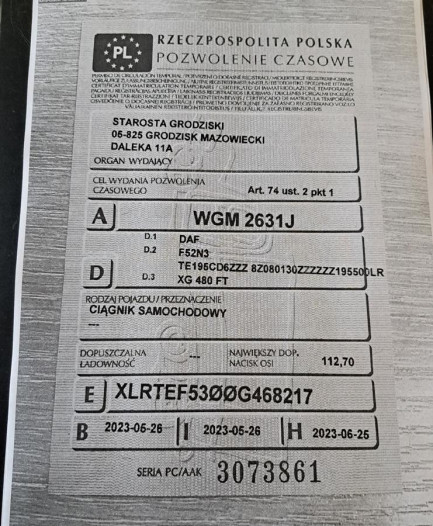 PL
RZECZPOSPOLITA POLSKA
POZWOLENIE CZASOWE
STAROSTA GRODZISKI
05-825 GRODZISK MAZOWIECKI
DALEKA 11A
ORGAN WYDAJĄCY
CEL WYDANIA POZWOLENIA
CZASOWEGO Art. 74 ust. 2 pkt 1
A WGM 2631J
D.1 DAF
D.2 F52N3
TE195CD6ZZZ 8Z080130ZZZZZZ195500LR
D D.3 XG 480 FT
RODZAJ POJAZDU / PRZEZNACZENIE
CIĄGNIK SAMOCHODOWY
---
DOPUSZCZALNA ŁADOWNOŚĆ --- NAJWIĘKSZY DOP. NACISK OSI 112,70
E XLRTEF5300G468217
B 2023-05-26 I 2023-05-26 H 2023-06-25
SERIA PC/AAK 3073861